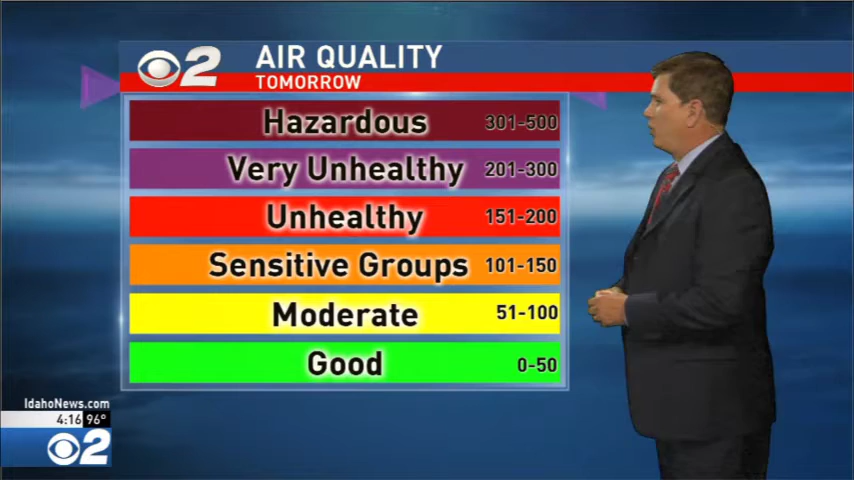 2 AIR QUALITY
TOMORROW
Hazardous 301-500
Very Unhealthy 201-300
Unhealthy 151-200
Sensitive Groups 101-150
Moderate 51-100
Good 0-50
IdahoNews.com
4:16 96°
2